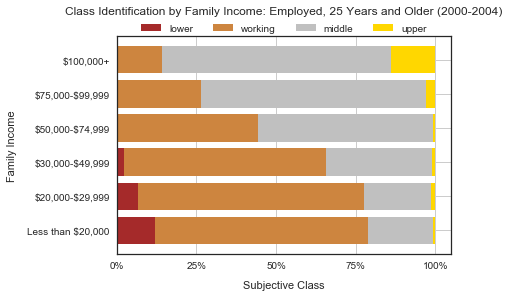 Class Identification by Family Income: Employed, 25 Years and Older (2000-2004)
lower working middle upper
$100,000+
$75,000-$99,999
$50,000-$74,999
$30,000-$49,999
$20,000-$29,999
Less than $20,000
Family Income
0% 25% 50% 75% 100%
Subjective Class